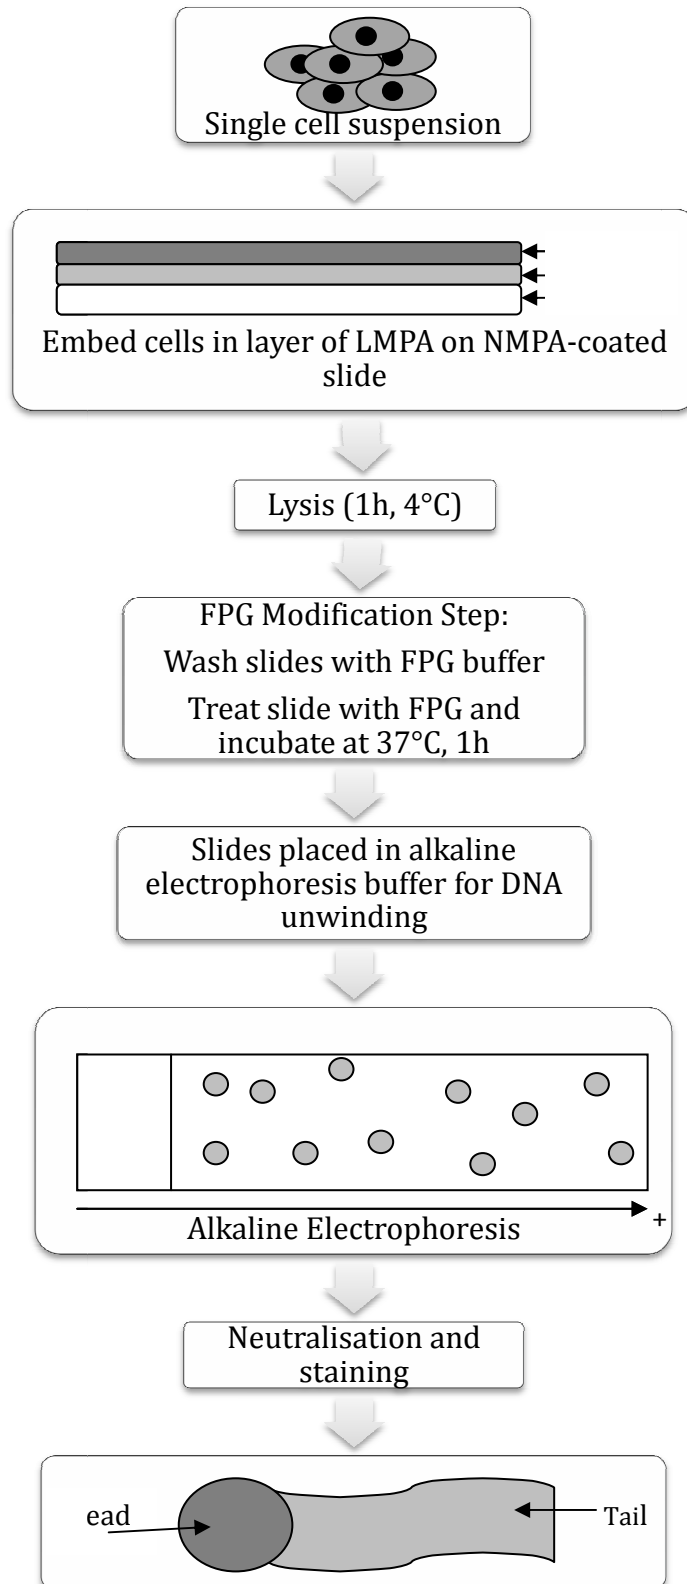 Single cell suspension
Embed cells in layer of LMPA on NMPA-coated
slide
Lysis (1h, 4°C)
FPG Modification Step:
Wash slides with FPG buffer
Treat slide with FPG and
incubate at 37°C, 1h
Slides placed in alkaline
electrophoresis buffer for DNA
unwinding
+
Alkaline Electrophoresis
Neutralisation and
staining
ead
Tail